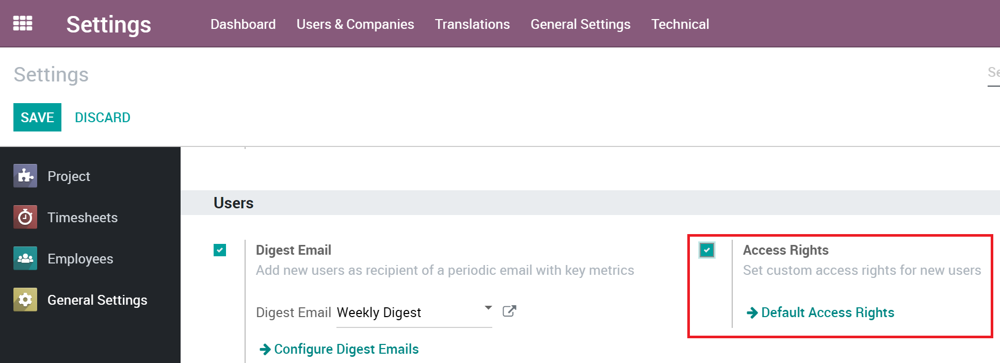 Settings Dashboard Users & Companies Translations General Settings Technical
Settings
Se
SAVE DISCARD
Project
Timesheets
Employees
General Settings
Users
Digest Email
Add new users as recipient of a periodic email with key metrics
Digest Email Weekly Digest
Configure Digest Emails
Access Rights
Set custom access rights for new users
Default Access Rights